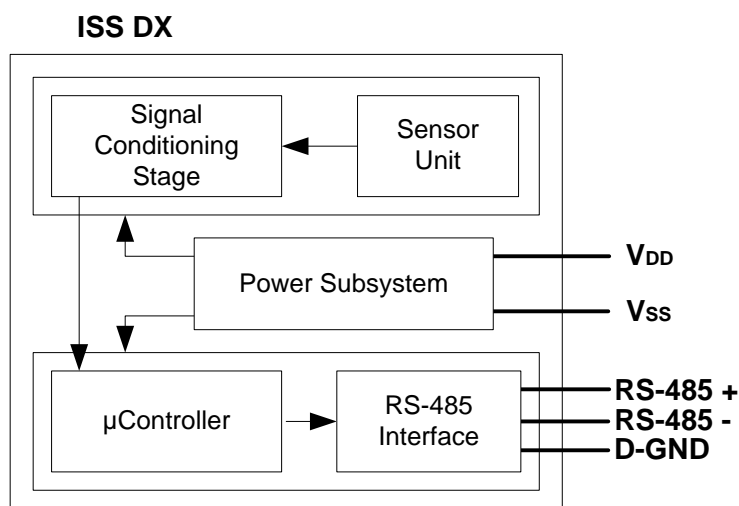 ISS DX
Signal
Conditioning
Stage
Sensor
Unit
Power Subsystem
VDD
VSS
µController
RS-485
Interface
RS-485 +
RS-485 -
D-GND